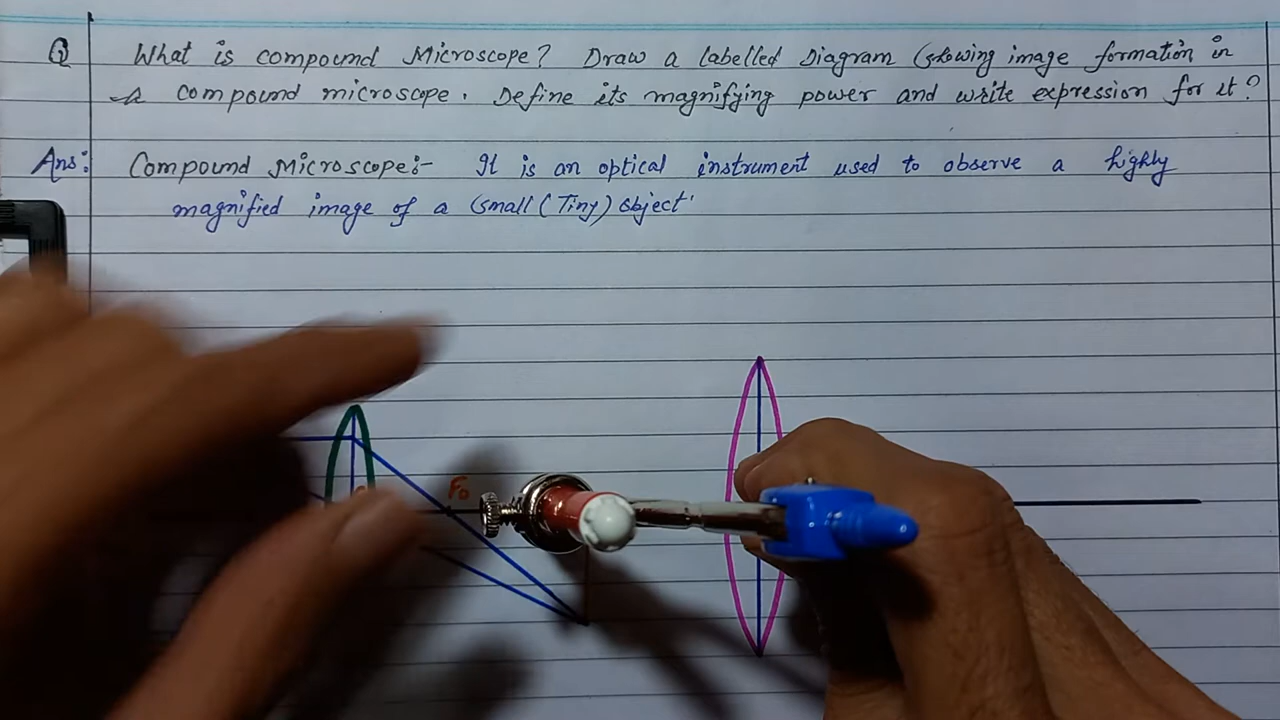 Q What is compound Microscope? Draw a labelled Diagram showing image formation in
a compound microscope. Define its magnifying power and write expression for it?
Ans: Compound Microscope:- It is an optical instrument used to observe a highly
magnified image of a small (Tiny) object.
Fo